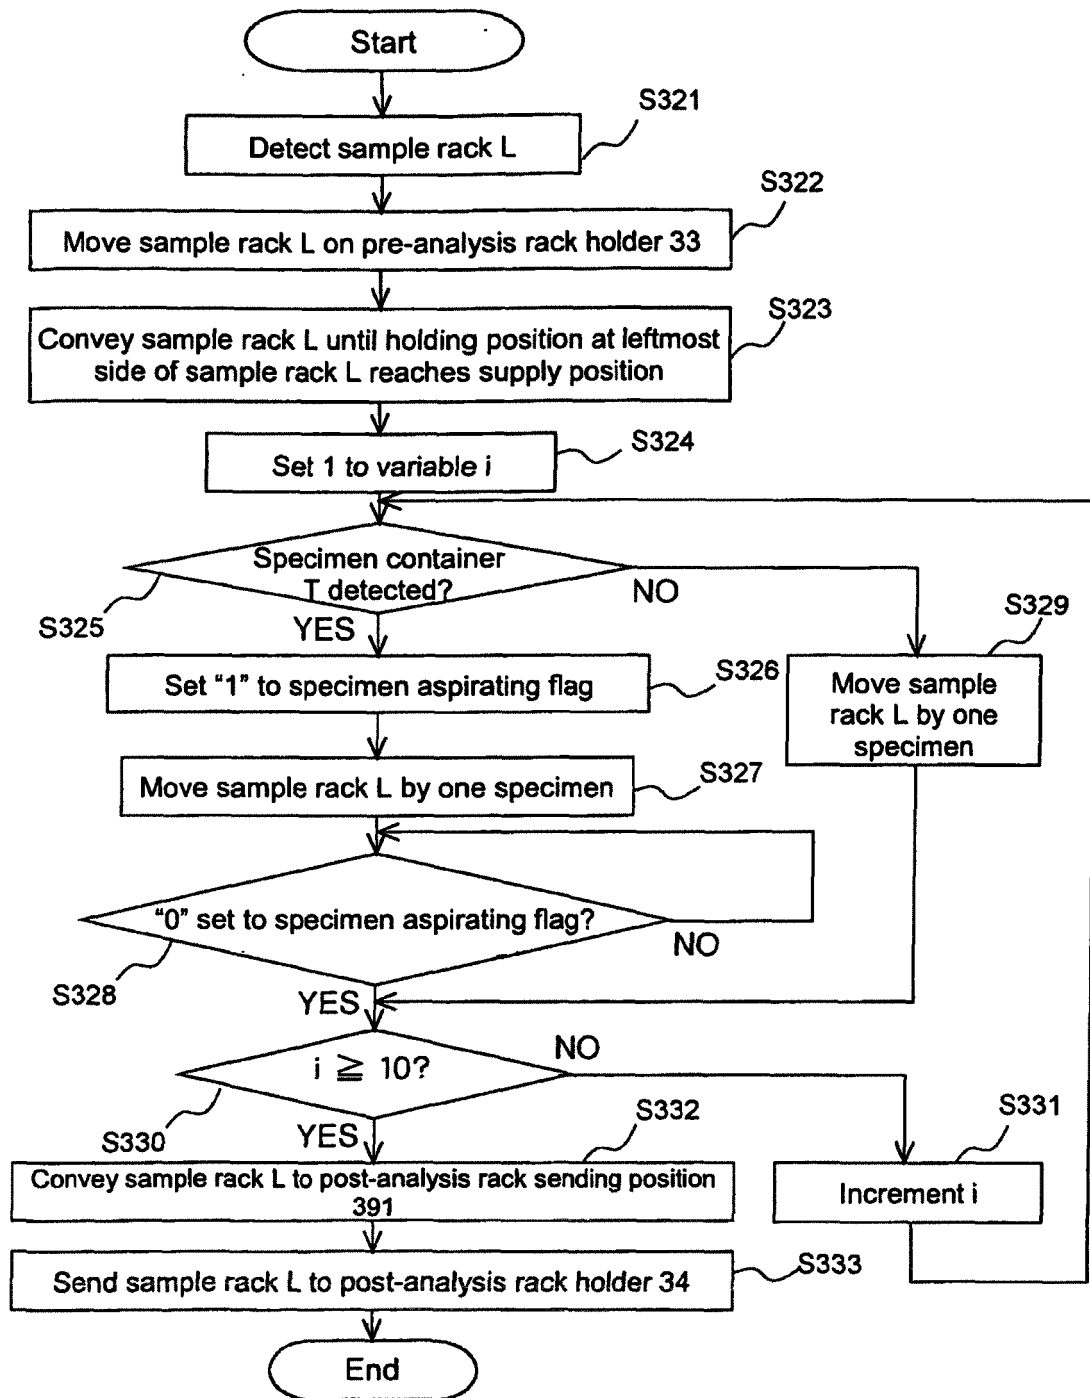 Start
S321
Detect sample rack L
S322
Move sample rack L on pre-analysis rack holder 33
S323
Convey sample rack L until holding position at leftmost
side of sample rack L reaches supply position
S324
Set 1 to variable i
Specimen container
T detected?
NO
S325
YES
S329
Set “1” to specimen aspirating flag
S326
Move sample
rack L by one
specimen
S327
Move sample rack L by one specimen
“0” set to specimen aspirating flag?
NO
S328
YES
i ≧ 10?
NO
S330
YES
S332
S331
Convey sample rack L to post-analysis rack sending position
391
Increment i
Send sample rack L to post-analysis rack holder 34
S333
End